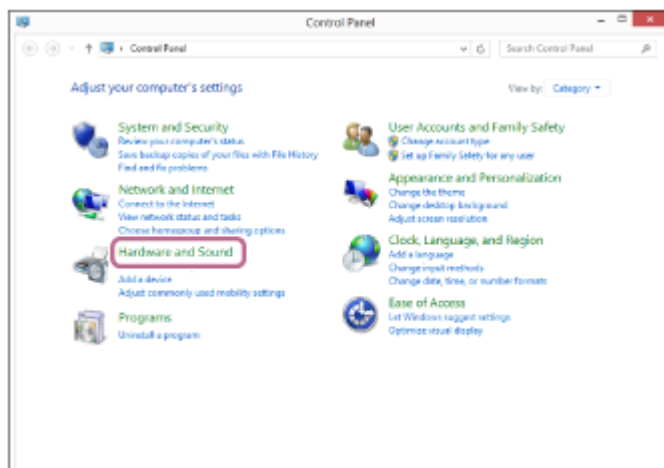 Control Panel
Control Panel
Search Control Panel
Adjust your computer's settings
View by: Category
System and Security
Review your computer's status
Save backup copies of your files with File History
Find and fix problems
Network and Internet
Connect to the Internet
View network status and tasks
Choose homegroup and sharing options
Hardware and Sound
Add a device
Adjust commonly used mobility settings
Programs
Uninstall a program
User Accounts and Family Safety
Change account type
Set up Family Safety for any user
Appearance and Personalization
Change the theme
Change desktop background
Adjust screen resolution
Clock, Language, and Region
Add a language
Change input methods
Change date, time, or number formats
Ease of Access
Let Windows suggest settings
Optimize visual display